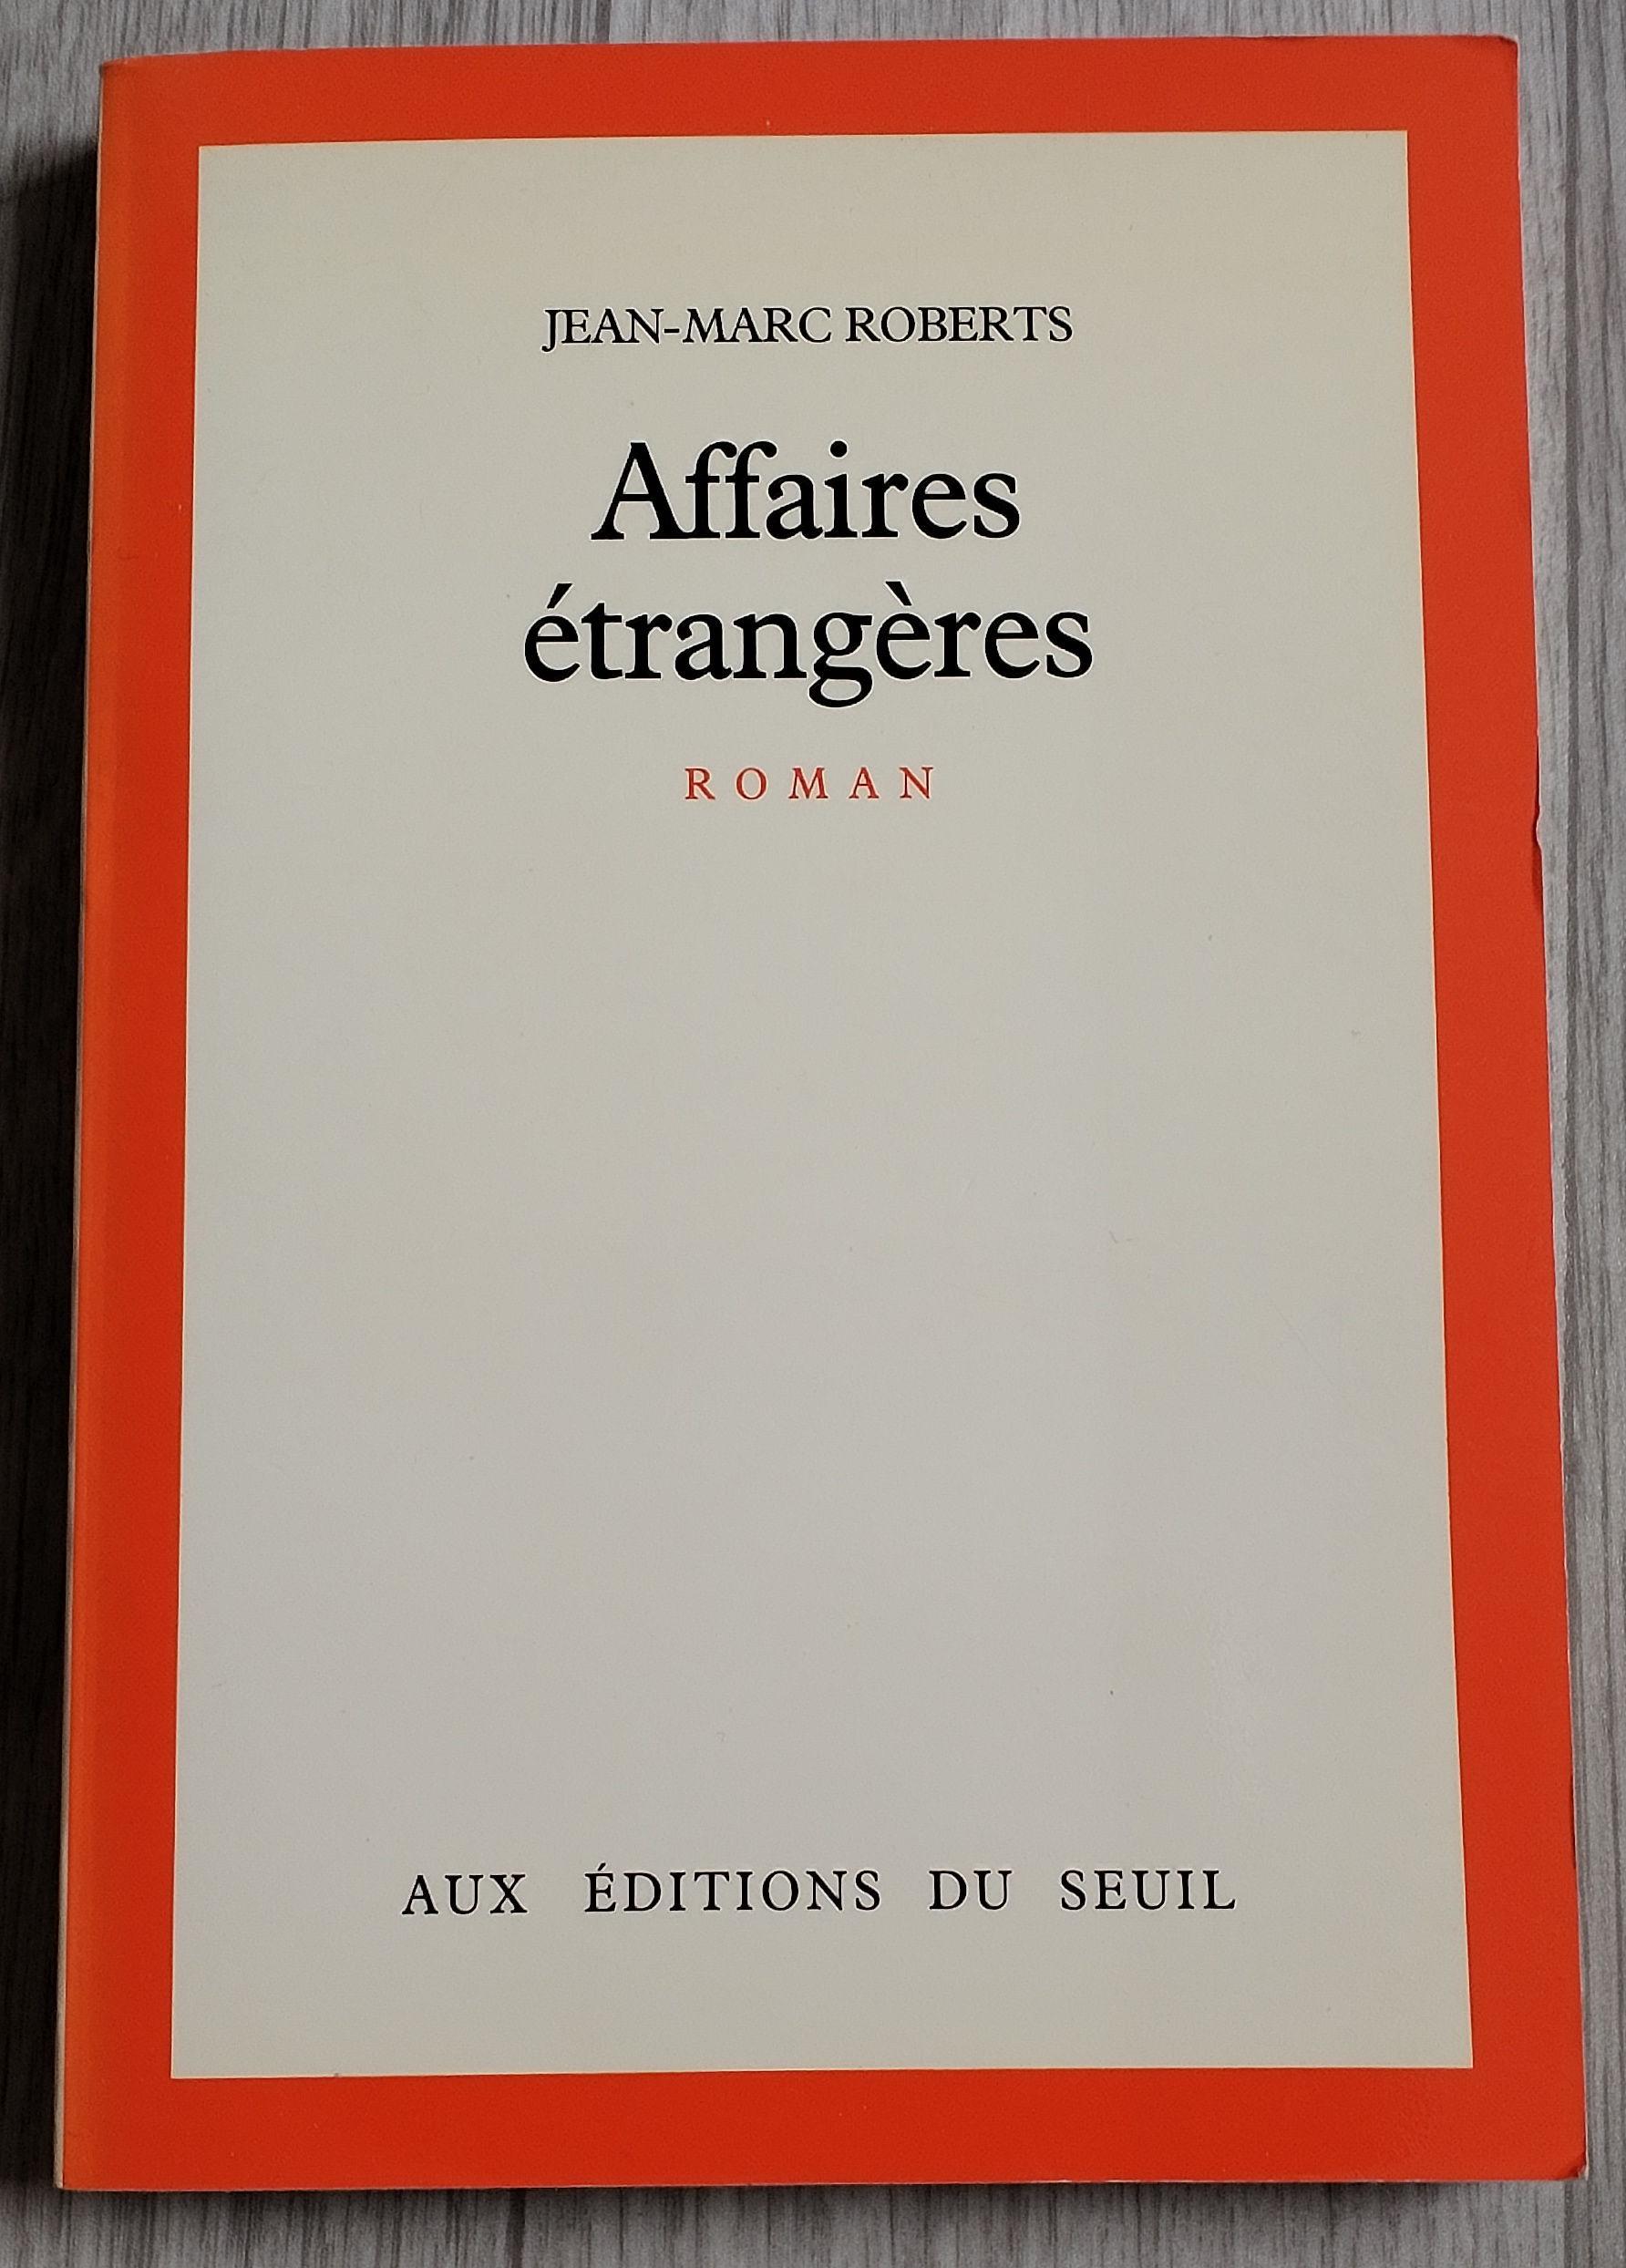 JEAN-MARC ROBERTS
Affaires
étrangères
ROMAN
AUX ÉDITIONS DU SEUIL